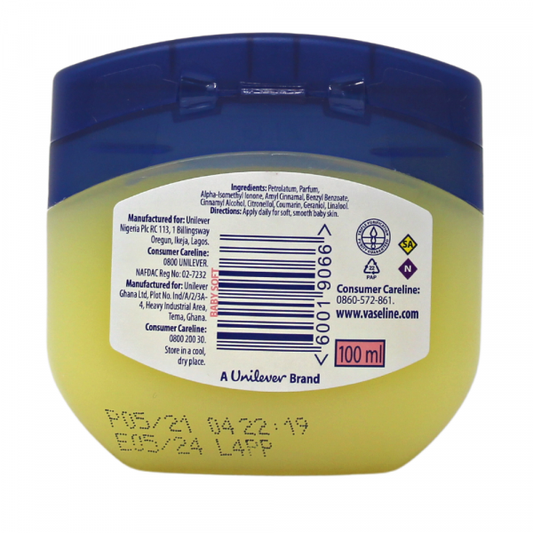 Ingredients: Petrolatum, Parfum,
Alpha-Isomethyl Ionone, Amyl Cinnamal, Benzyl Benzoate,
Cinnamyl Alcohol, Citronellol, Coumarin, Geraniol, Linalool.
Directions: Apply daily for soft, smooth baby skin.
Manufactured for: Unilever
Nigeria Plc RC 113, 1 Billingsway
Oregun, Ikeja, Lagos.
Consumer Careline:
0800 UNILEVER.
NAFDAC Reg No: 02-7232
Manufactured for: Unilever
Ghana Ltd, Plot No. Ind/A/2/3A-
4, Heavy Industrial Area,
Tema, Ghana.
Consumer Careline:
0800 200 30.
Store in a cool,
dry place.
BABYSOFT
<6001 9066>
SA
N
22
PAP
Consumer Careline:
0860-572-861.
www.vaseline.com
100 ml
A Unilever Brand
P05/21 04 22:19
E05/24 L4PP